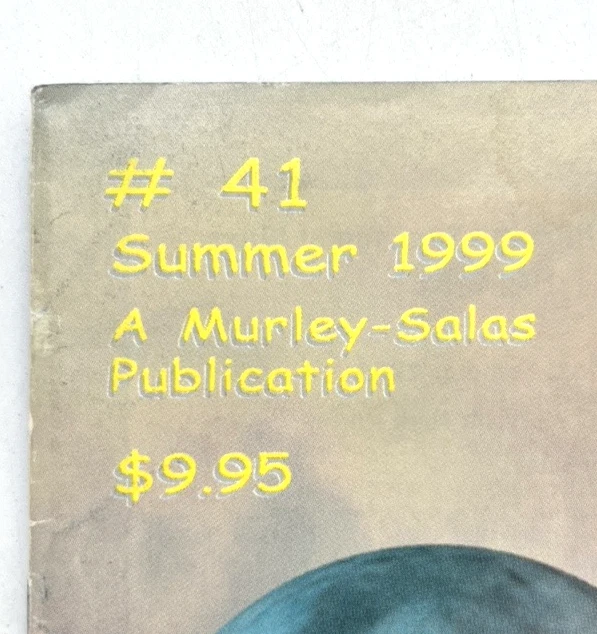 # 41
Summer 1999
A Murley-Salas
Publication
$9.95